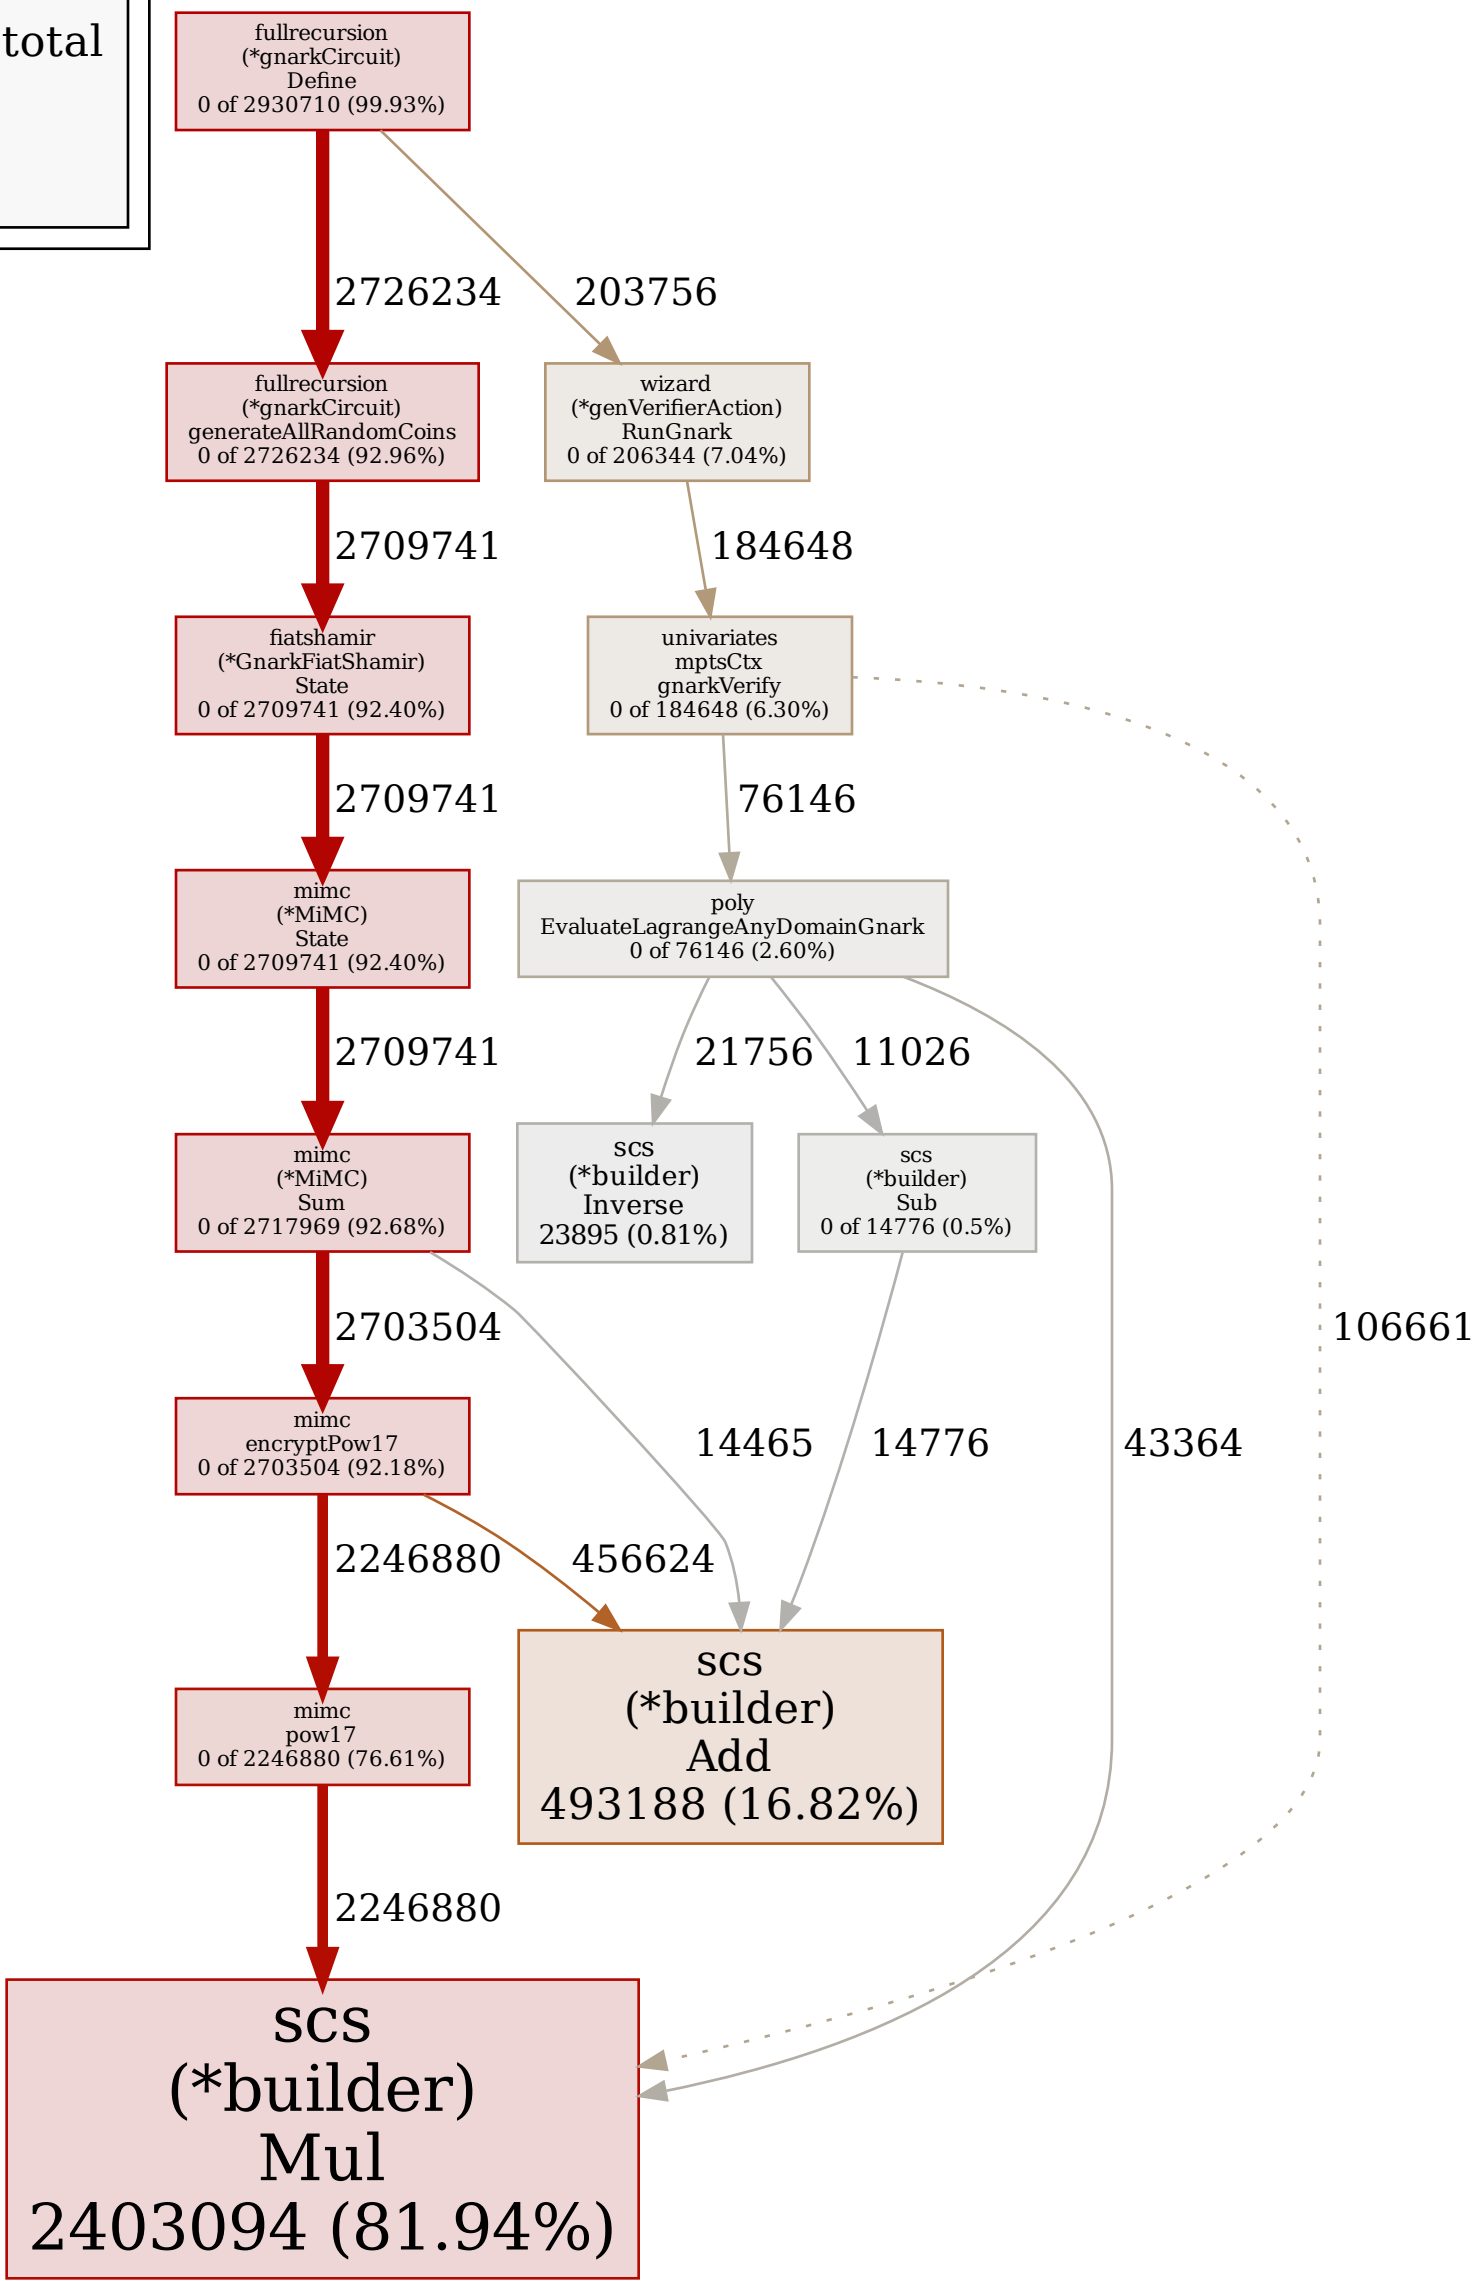 total
fullrecursion
(*gnarkCircuit)
Define
0 of 2930710 (99.93%)
2726234
203756
fullrecursion
(*gnarkCircuit)
generateAllRandomCoins
0 of 2726234 (92.96%)
wizard
(*genVerifierAction)
RunGnark
0 of 206344 (7.04%)
2709741
184648
fiatshamir
(*GnarkFiatShamir)
State
0 of 2709741 (92.40%)
univariates
mptsCtx
gnarkVerify
0 of 184648 (6.30%)
2709741
76146
mimc
(*MiMC)
State
0 of 2709741 (92.40%)
poly
EvaluateLagrangeAnyDomainGnark
0 of 76146 (2.60%)
2709741
21756
11026
mimc
(*MiMC)
Sum
0 of 2717969 (92.68%)
scs
(*builder)
Inverse
23895 (0.81%)
scs
(*builder)
Sub
0 of 14776 (0.5%)
2703504
106661
mimc
encryptPow17
0 of 2703504 (92.18%)
14465
14776
43364
2246880
456624
mimc
pow17
0 of 2246880 (76.61%)
scs
(*builder)
Add
493188 (16.82%)
2246880
scs
(*builder)
Mul
2403094 (81.94%)